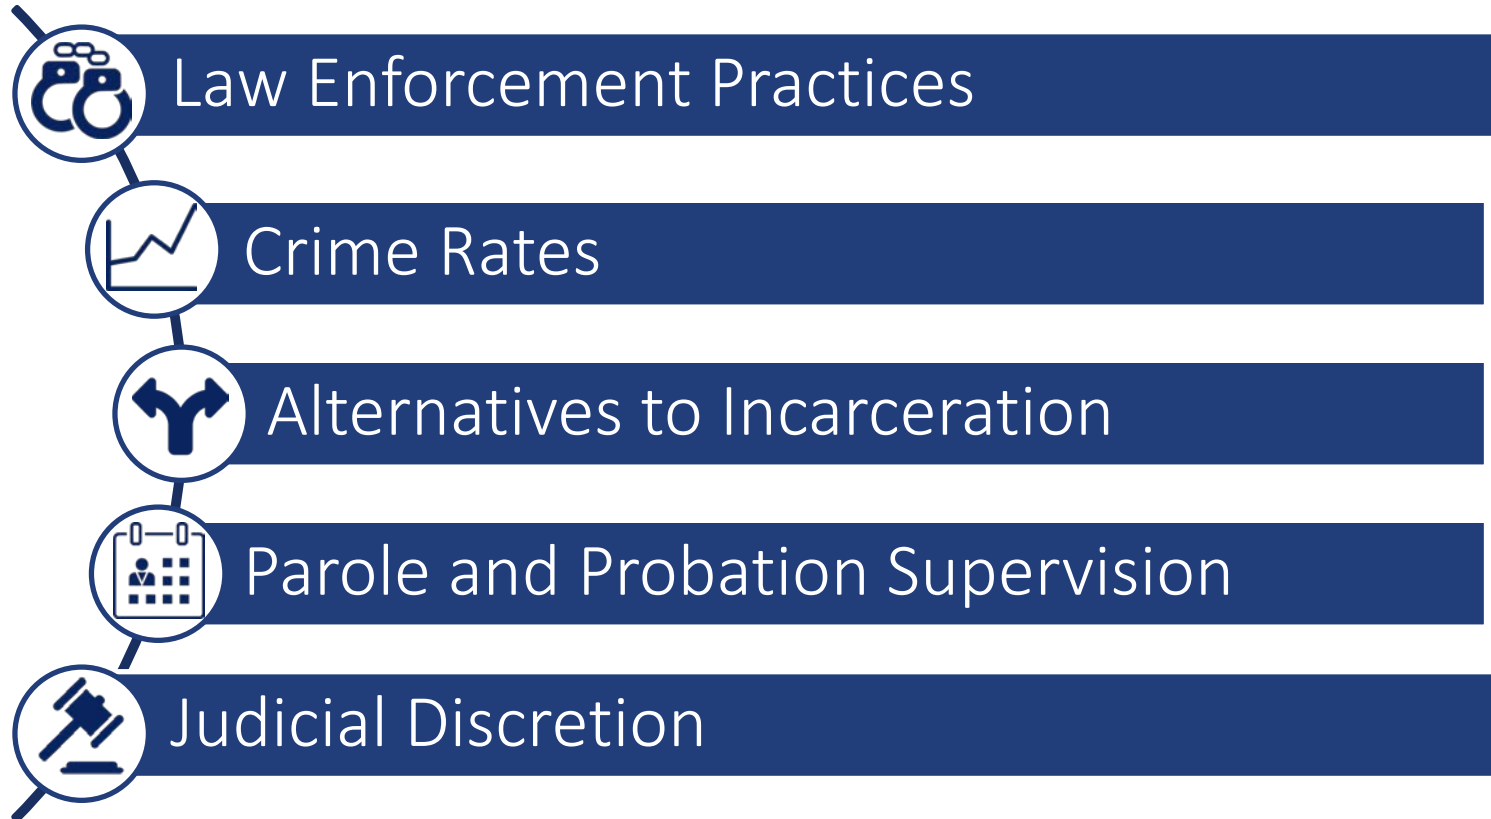 Law Enforcement Practices
Crime Rates
Alternatives to Incarceration
Parole and Probation Supervision
Judicial Discretion